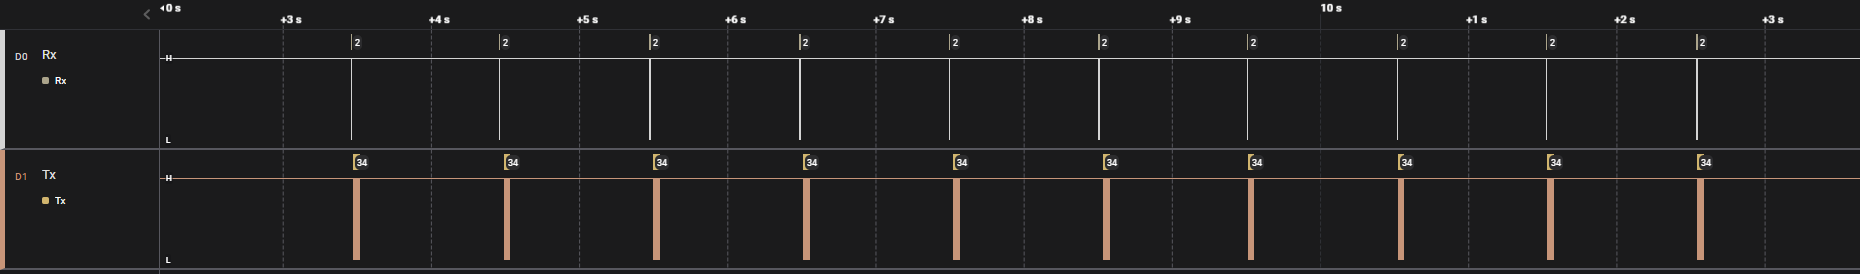 0 s
+3 s +4 s +5 s +6 s +7 s +8 s +9 s 10 s +1 s +2 s +3 s
D0 Rx
Rx
H
L
2 2 2 2 2 2 2 2 2 2
D1 Tx
Tx
H
L
34 34 34 34 34 34 34 34 34 34